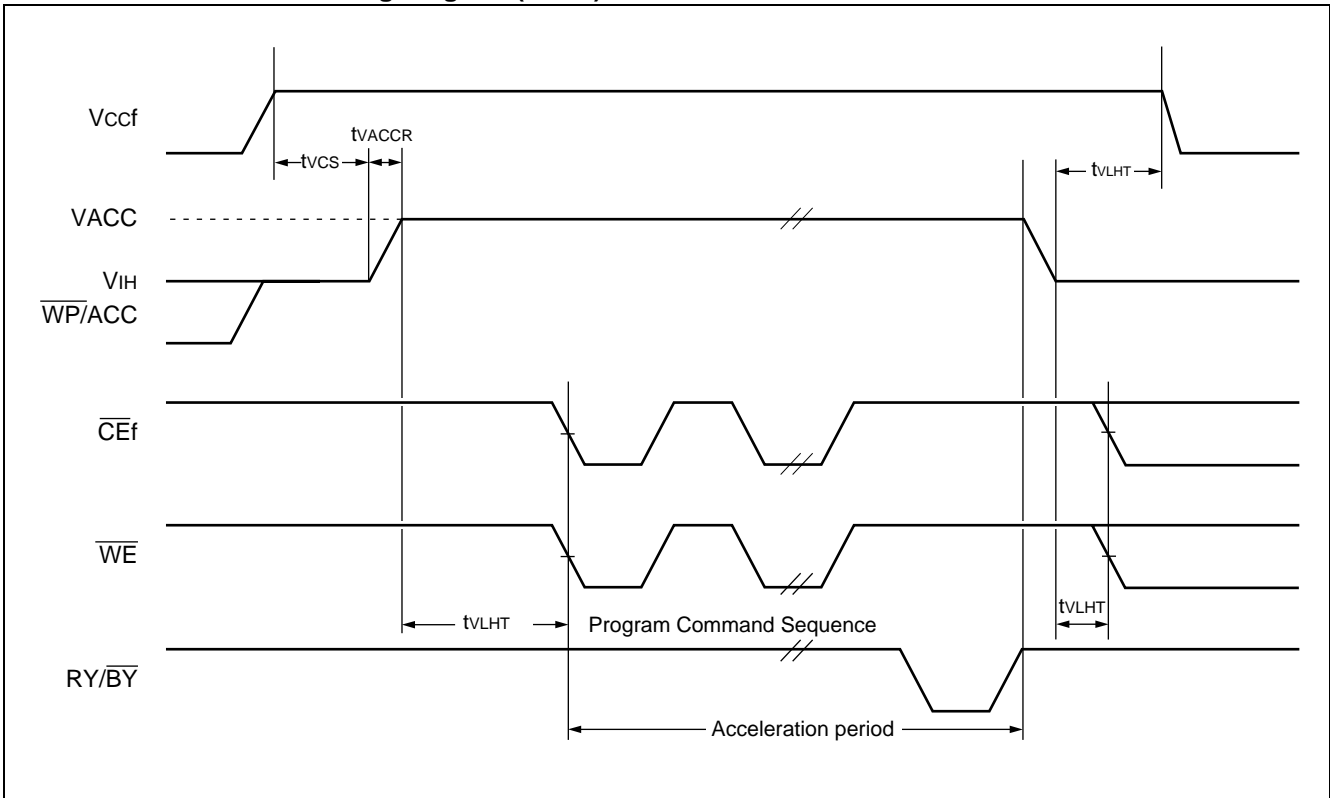 VCCf
tVACCR
tVCS
tVLHT
VACC
VIH
WP/ACC
CEf
WE
tVLHT
tVLHT
Program Command Sequence
RY/BY
Acceleration period